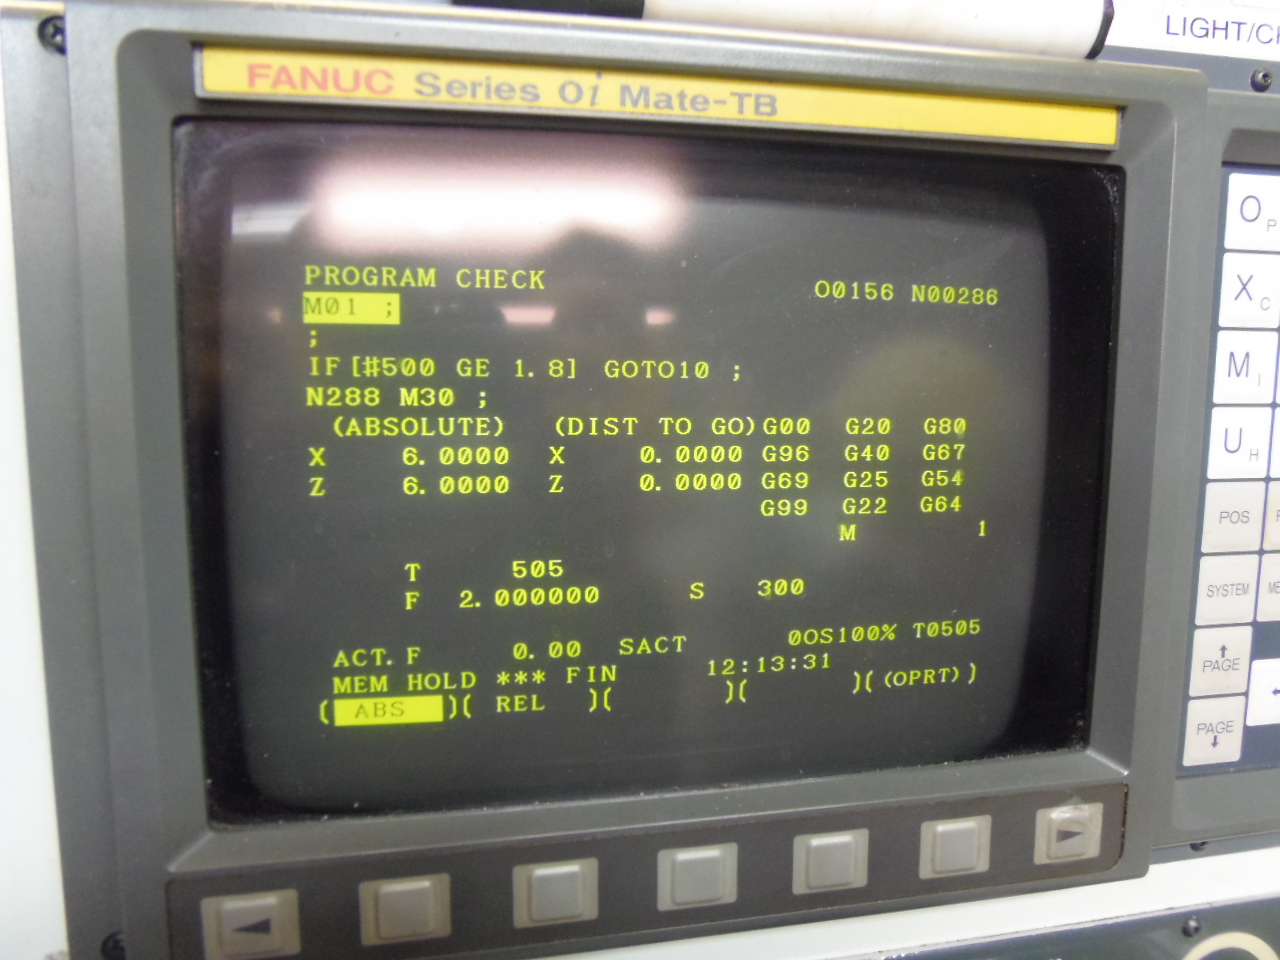 LIGHT/CH
FANUC Series 0i Mate-TB
PROGRAM CHECK
O0156 N00286
M01 ;
;
IF[#500 GE 1.8] GOTO10 ;
N288 M30 ;
(ABSOLUTE) (DIST TO GO) G00 G20 G80
X 6.0000 X 0.0000 G96 G40 G67
Z 6.0000 Z 0.0000 G69 G25 G54
G99 G22 G64
M 1
T 505
F 2.000000 S 300
ACT.F 0.00 SACT 0OS100% T0505
MEM HOLD *** FIN 12:13:31
( ABS )( REL )( )( )( (OPRT) )
O P
X C
M I
U H
POS
SYSTEM
PAGE
PAGE